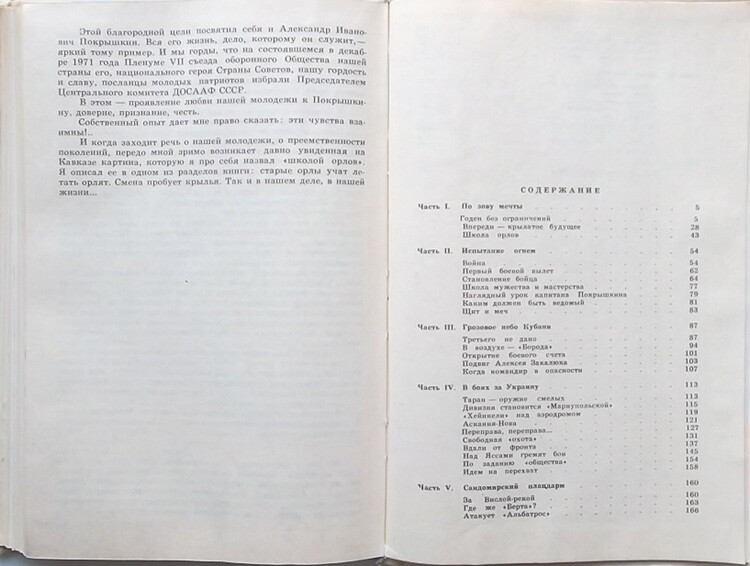 Этой благородной цели посвятил себя и Александр Ивано-
вич Покрышкин. Вся его жизнь, дело, которому он служит,—
яркий тому пример. И мы горды, что на состоявшемся в декаб-
ре 1971 года Пленуме VII съезда оборонного Общества нашей
страны его, национального героя Страны Советов, нашу гордость
и славу, посланцы молодых патриотов избрали Председателем
Центрального комитета ДОСААФ СССР.
В этом — проявление любви нашей молодежи к Покрышки-
ну, доверие, признание, честь.
Собственный опыт дает мне право сказать: эти чувства вза-
имны!..
И когда заходит речь о нашей молодежи, о преемственности
поколений, передо мной зримо возникает давно увиденная на
Кавказе картина, которую я про себя назвал «школой орлов».
Я описал ее в одном из разделов книги: старые орлы учат ле-
тать орлят. Смена пробует крылья. Так и в нашем деле, в нашей
жизни...
СОДЕРЖАНИЕ
Часть I. По зову мечты 5
Годен без ограничений 5
Впереди — крылатое будущее 28
Школа орлов 43
Часть II. Испытание огнем 54
Война 54
Первый боевой вылет 62
Становление бойца 64
Школа мужества и мастерства 77
Наглядный урок капитана Покрышкина 79
Каким должен быть ведомый 81
Щит и меч 83
Часть III. Грозовое небо Кубани 87
Третьего не дано 87
В воздухе — «Борода» 94
Открытие боевого счета 101
Подвиг Алексея Закалюка 103
Когда командир в опасности 107
Часть IV. В боях за Украину 113
Таран — оружие смелых 113
Дивизия становится «Мариупольской» 115
«Хейнкели» над аэродромом 119
Аскания-Нова 121
Переправа, переправа... 127
Свободная «охота» 131
Вдали от фронта 137
Над Яссами гремят бои 145
По заданию «общества» 154
Идем на перехват 158
Часть V. Сандомирский плацдарм 160
За Вислой-рекой 160
Где же «Берта»? 163
Атакует «Альбатрос» 166